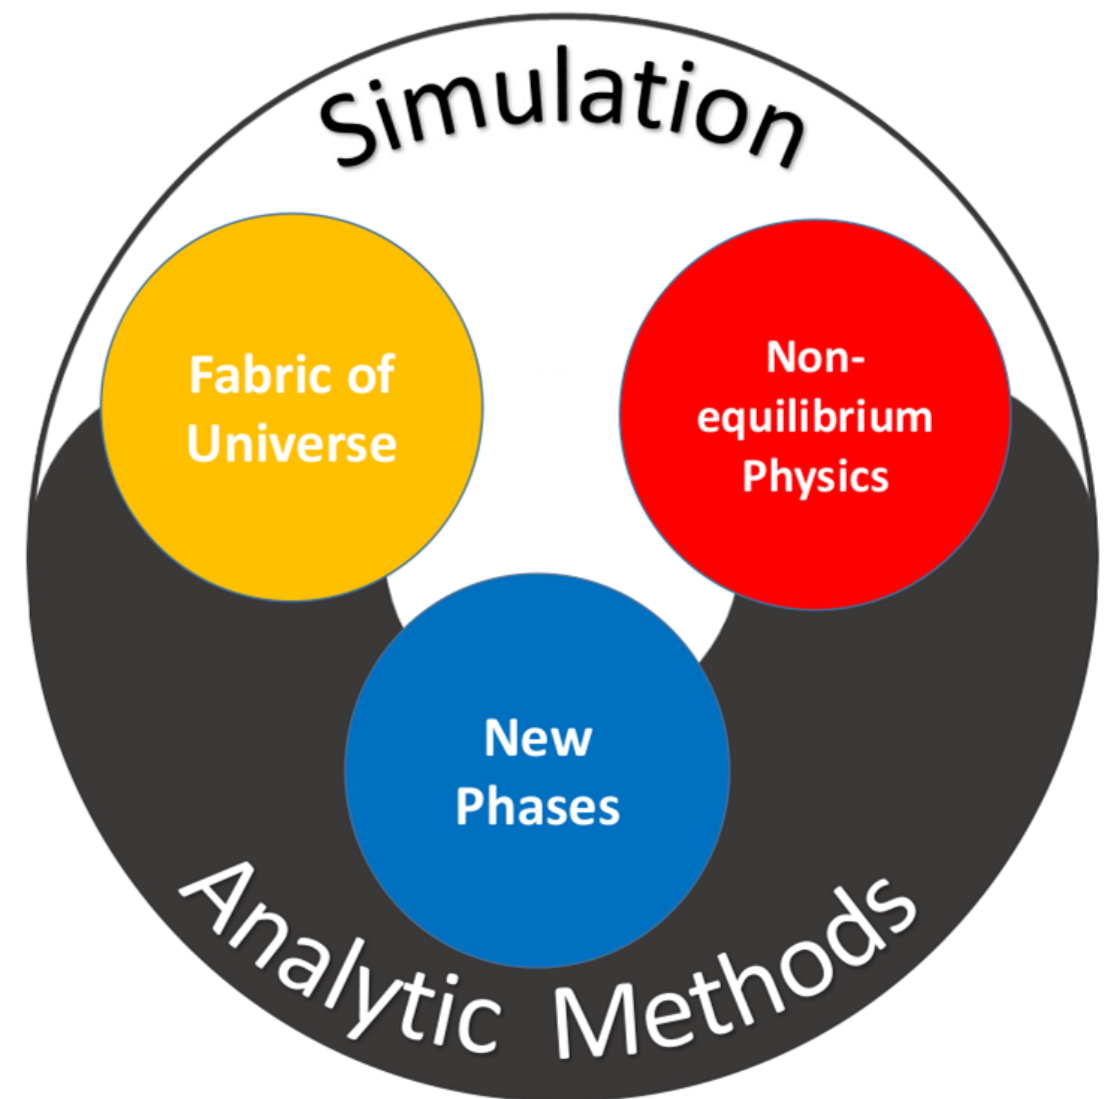 Simulation
Fabric of
Universe
Non-
equilibrium
Physics
New
Phases
Analytic Methods